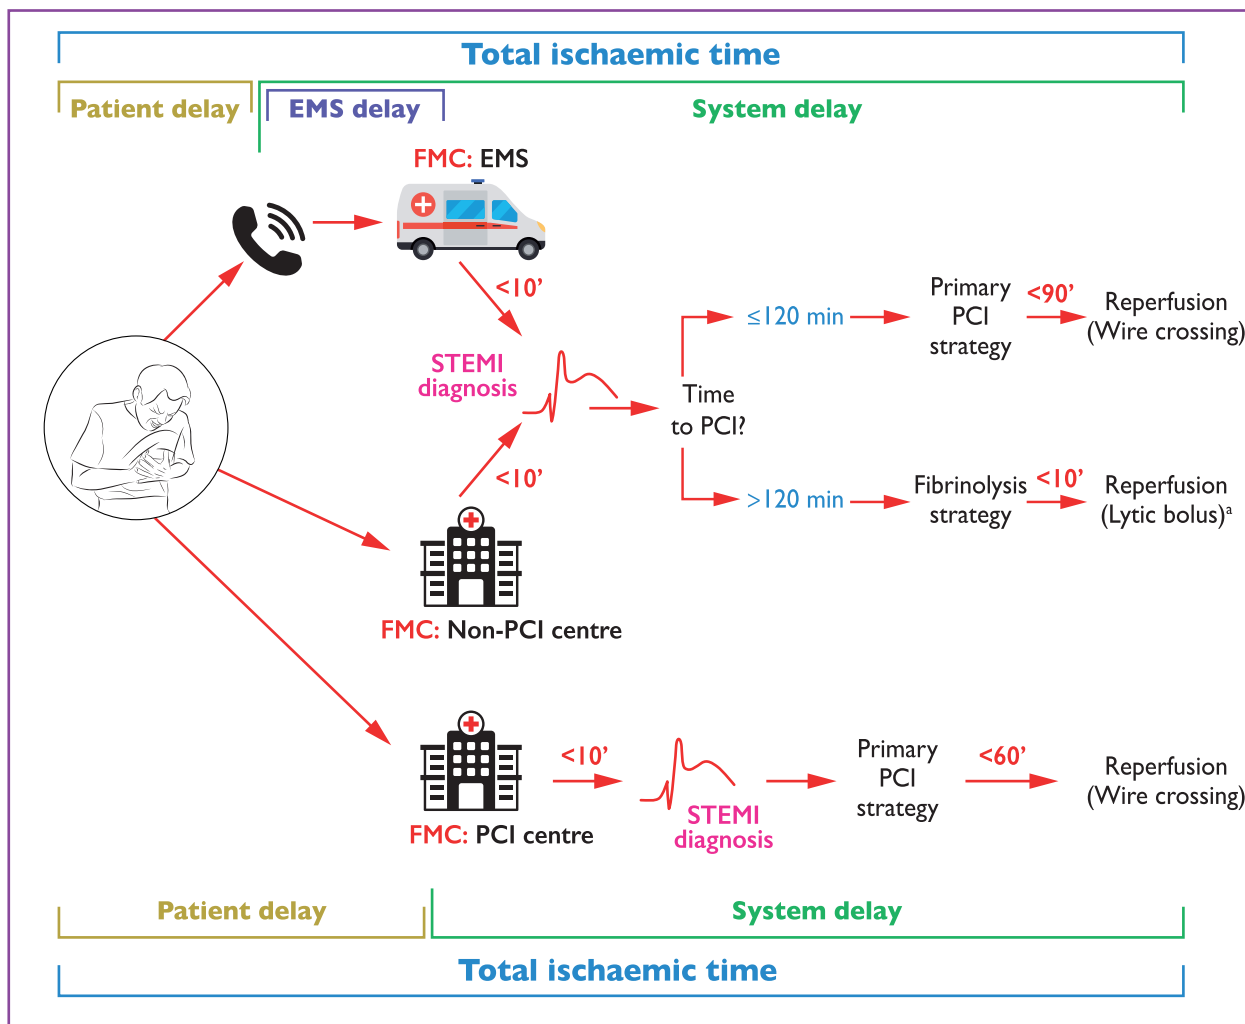 Total ischaemic time
Patient delay
EMS delay
System delay
FMC: EMS
<10’
STEMI
diagnosis
<10’
Time
to PCI?
≤120 min
Primary
PCI
strategy
<90’
Reperfusion
(Wire crossing)
>120 min
Fibrinolysis
strategy
<10’
Reperfusion
(Lytic bolus)ᵃ
FMC: Non-PCI centre
FMC: PCI centre
<10’
STEMI
diagnosis
Primary
PCI
strategy
<60’
Reperfusion
(Wire crossing)
Patient delay
System delay
Total ischaemic time